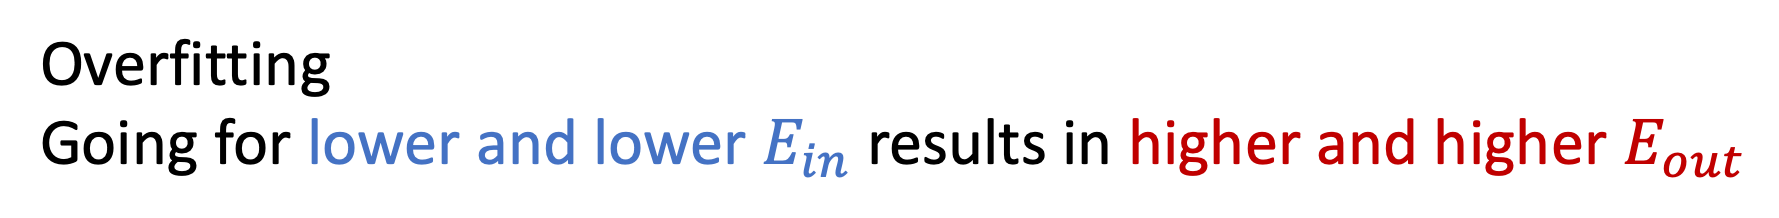 Overfitting
Going for lower and lower E_in results in higher and higher E_out